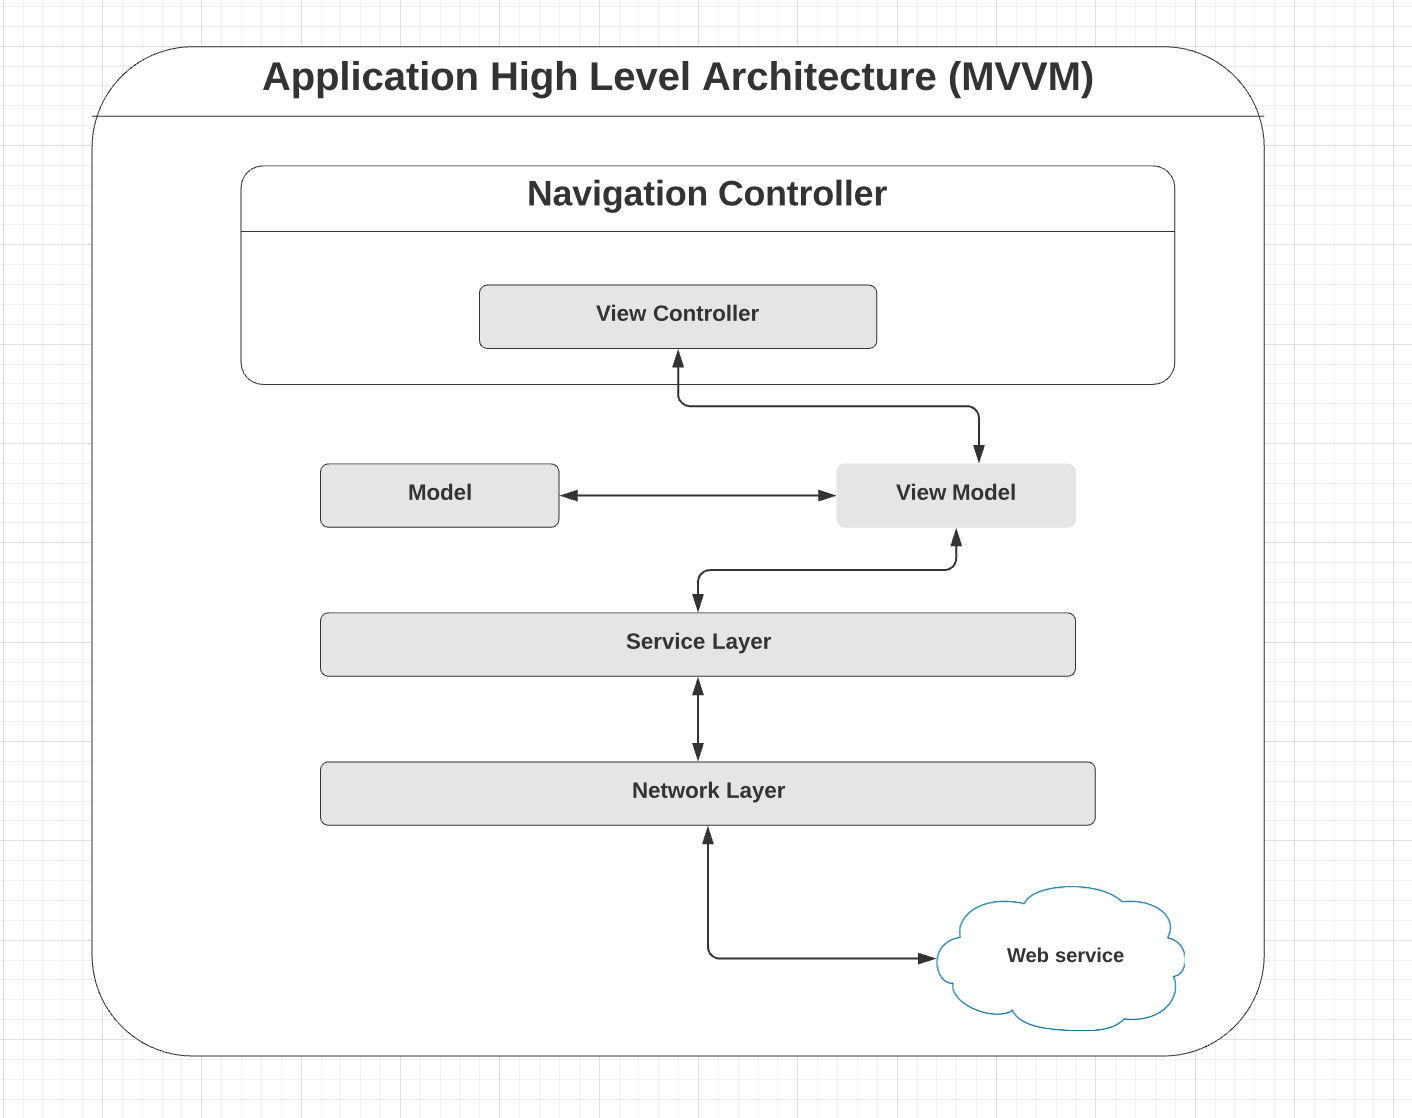 Application High Level Architecture (MVVM)
Navigation Controller
View Controller
Model
View Model
Service Layer
Network Layer
Web service